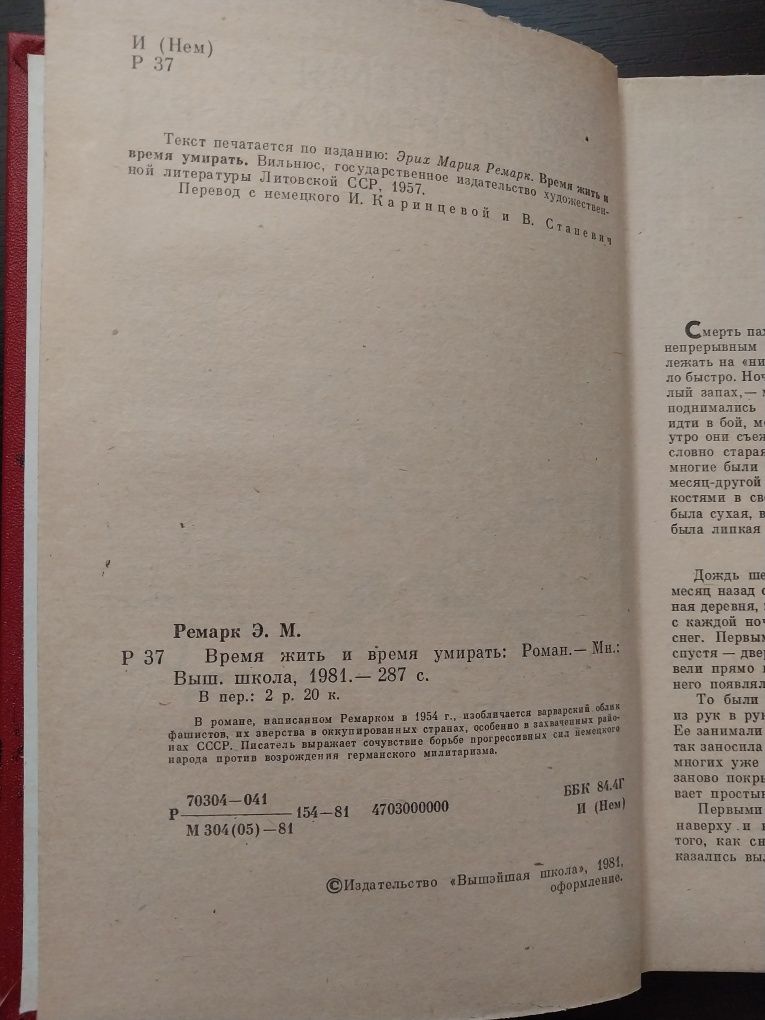 И (Нем)
Р 37
Текст печатается по изданию: Эрих Мария Ремарк. Время жить и
время умирать. Вильнюс, государственное издательство художествен-
ной литературы Литовской ССР, 1957.
Перевод с немецкого И. Каринцевой и В. Станевич
Ремарк Э. М.
Р 37 Время жить и время умирать: Роман.— Мн.:
Выш. школа, 1981.— 287 с.
В пер.: 2 р. 20 к.
В романе, написанном Ремарком в 1954 г., изобличается варварский облик
фашистов, их зверства в оккупированных странах, особенно в захваченных райо-
нах СССР. Писатель выражает сочувствие борьбе прогрессивных сил немецкого
народа против возрождения германского милитаризма.
70304—041
Р 154—81 4703000000
М 304(05)—81
ББК 84.4Г
И (Нем)
©Издательство «Вышэйшая школа», 1981,
оформление.
Смерть па
непрерывным
лежать на «ни
ло быстро. Ноч
лый запах,—
поднимались
идти в бой, м
утро они съеж
словно старая
многие были
месяц-другой
костями в св
была сухая, в
была липкая
Дождь ше
месяц назад
ная деревня,
с каждой ноч
снег. Первым
спустя — двер
вели прямо
него появлял
То были
из рук в рук
Ее занимали
так заносила
многих уже
заново покры
вает простын
Первыми
наверху и
того, как сн
казались вы